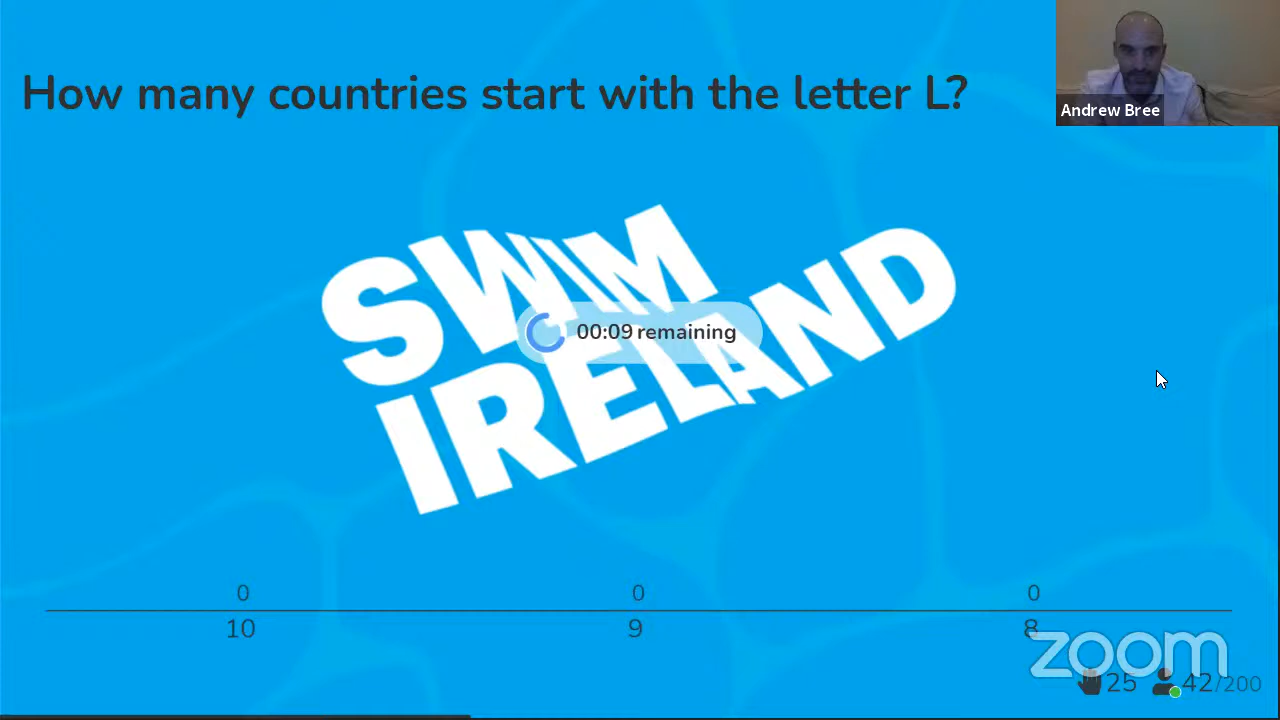 How many countries start with the letter L?
Andrew Bree
SWIM
IRELAND
00:09 remaining
0
0
0
10
9
8
zoom
25
42/200